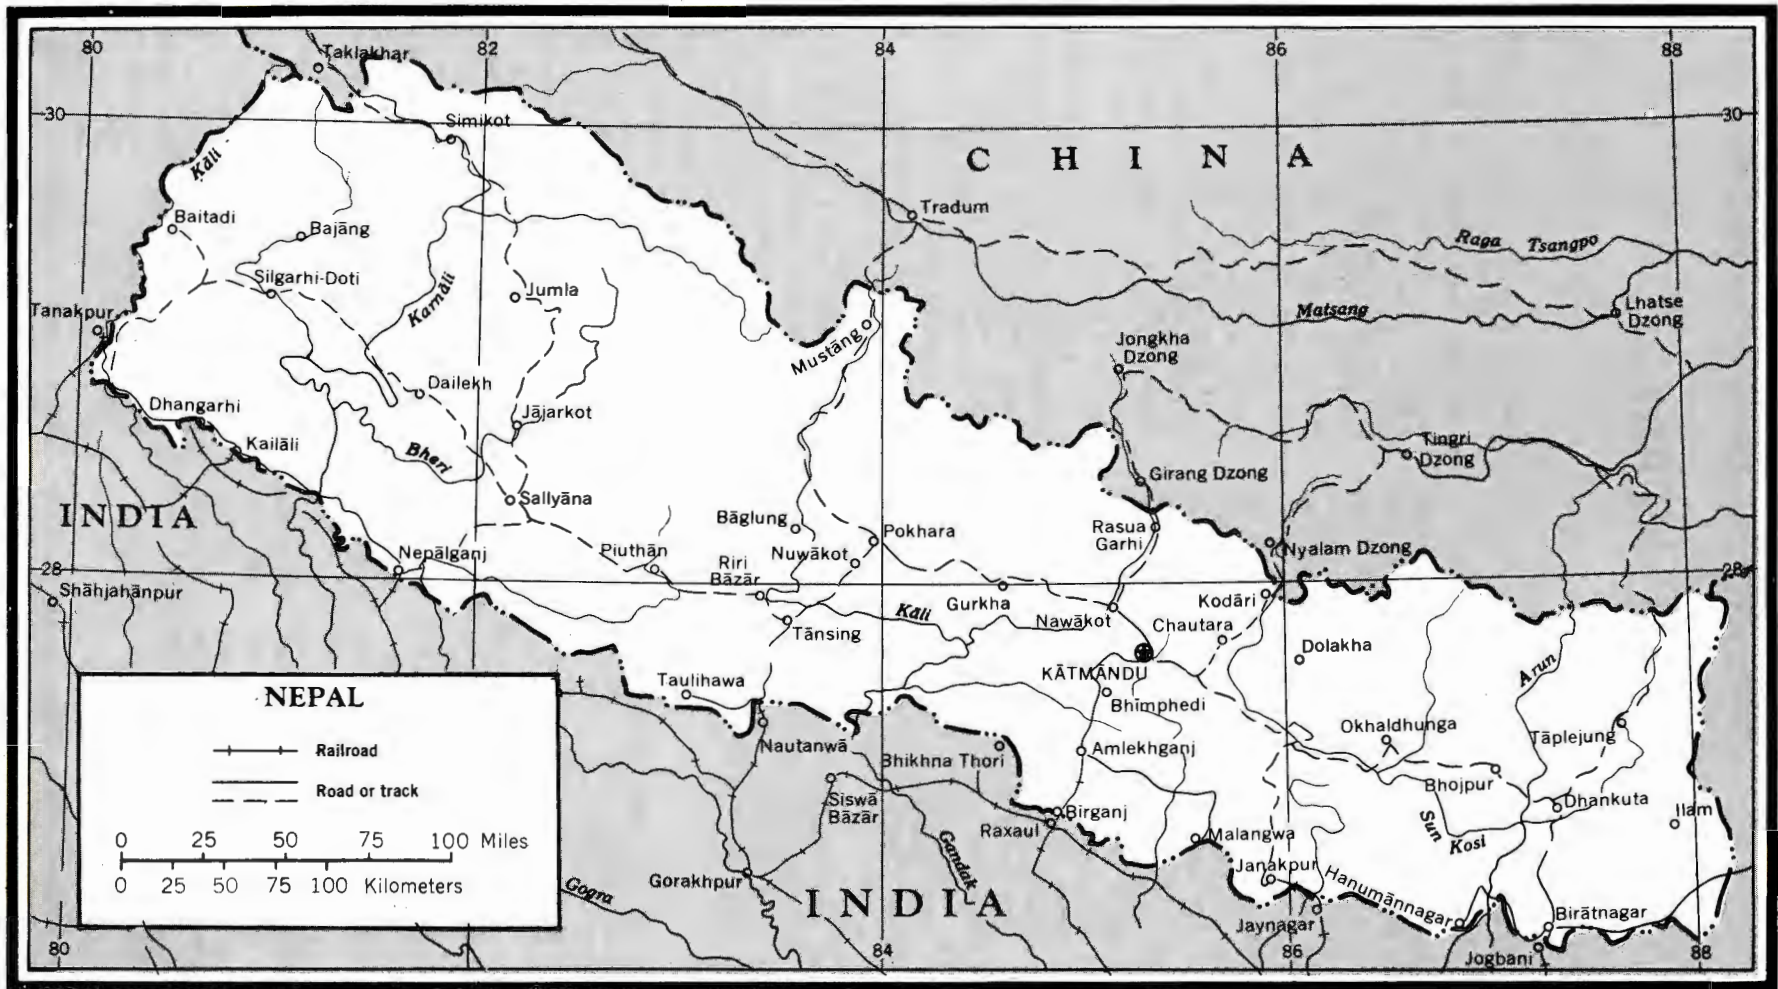 80
82
84
86
88
Taklakhar
30
Simikot
30
CHINA
Kāli
Tradum
Baitadi
Bajāng
Raga Tsangpo
Silgarhi-Doti
Karnāli
Jumla
Tanakpur
Matsang
Lhatse
Dzong
Mustāng
Jongkha
Dzong
Dailekh
Dhangarhi
Jājarkot
Kailāli
Bheri
Tingri
Dzong
Girang Dzong
Sallyāna
INDIA
Bāglung
Pokhara
Rasua
Garhi
Nepālganj
Piuthān
Nuwākot
Nyalam Dzong
Riri
Bāzār
28
28
Shāhjahānpur
Gurkha
Kodāri
Kāli
Nawākot
Chautara
Tānsing
Dolakha
Arun
KĀTMĀNDU
Taulihawa
Bhimphedi
NEPAL
Okhaldhunga
Tāplejung
Nautanwā
Amlekhganj
Railroad
Bhikhna Thori
Bhojpur
Road or track
Siswā
Bāzār
Dhankuta
Ilam
Birganj
Raxaul
Sun
Kosi
Malangwa
0 25 50 75 100 Miles
0 25 50 75 100 Kilometers
Gandak
Janakpur
Gorakhpur
Gogra
INDIA
Hanumānnagar
Birātnagar
Jaynagar
Jogbani
80
84
86
88